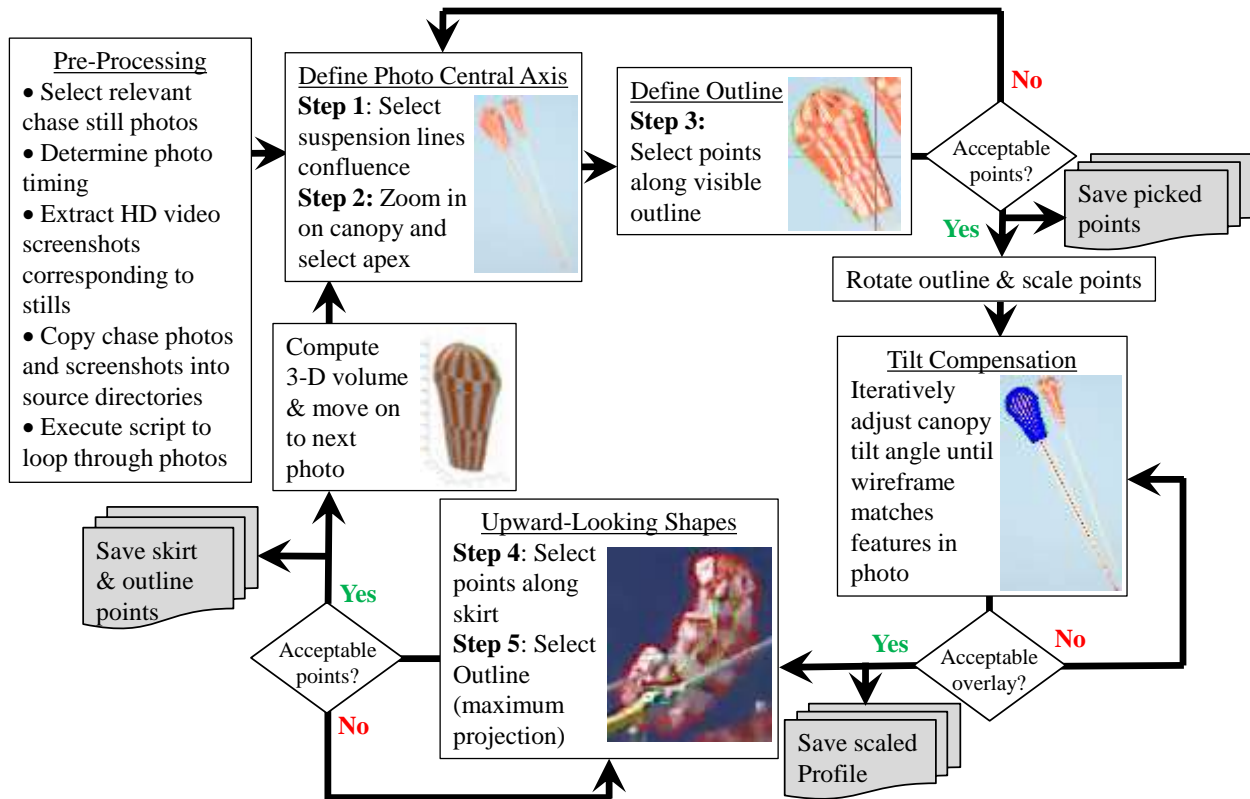 Pre-Processing
• Select relevant
chase still photos
• Determine photo
timing
• Extract HD video
screenshots
corresponding to
stills
• Copy chase photos
and screenshots into
source directories
• Execute script to
loop through photos
Define Photo Central Axis
Step 1: Select
suspension lines
confluence
Step 2: Zoom in
on canopy and
select apex
Define Outline
Step 3:
Select points
along visible
outline
No
Acceptable
points?
Yes
Save picked
points
Rotate outline & scale points
Tilt Compensation
Iteratively
adjust canopy
tilt angle until
wireframe
matches
features in
photo
Acceptable
overlay?
No
Yes
Save scaled
Profile
Upward-Looking Shapes
Step 4: Select
points along
skirt
Step 5: Select
Outline
(maximum
projection)
Acceptable
points?
No
Yes
Save skirt
& outline
points
Compute
3-D volume
& move on
to next
photo